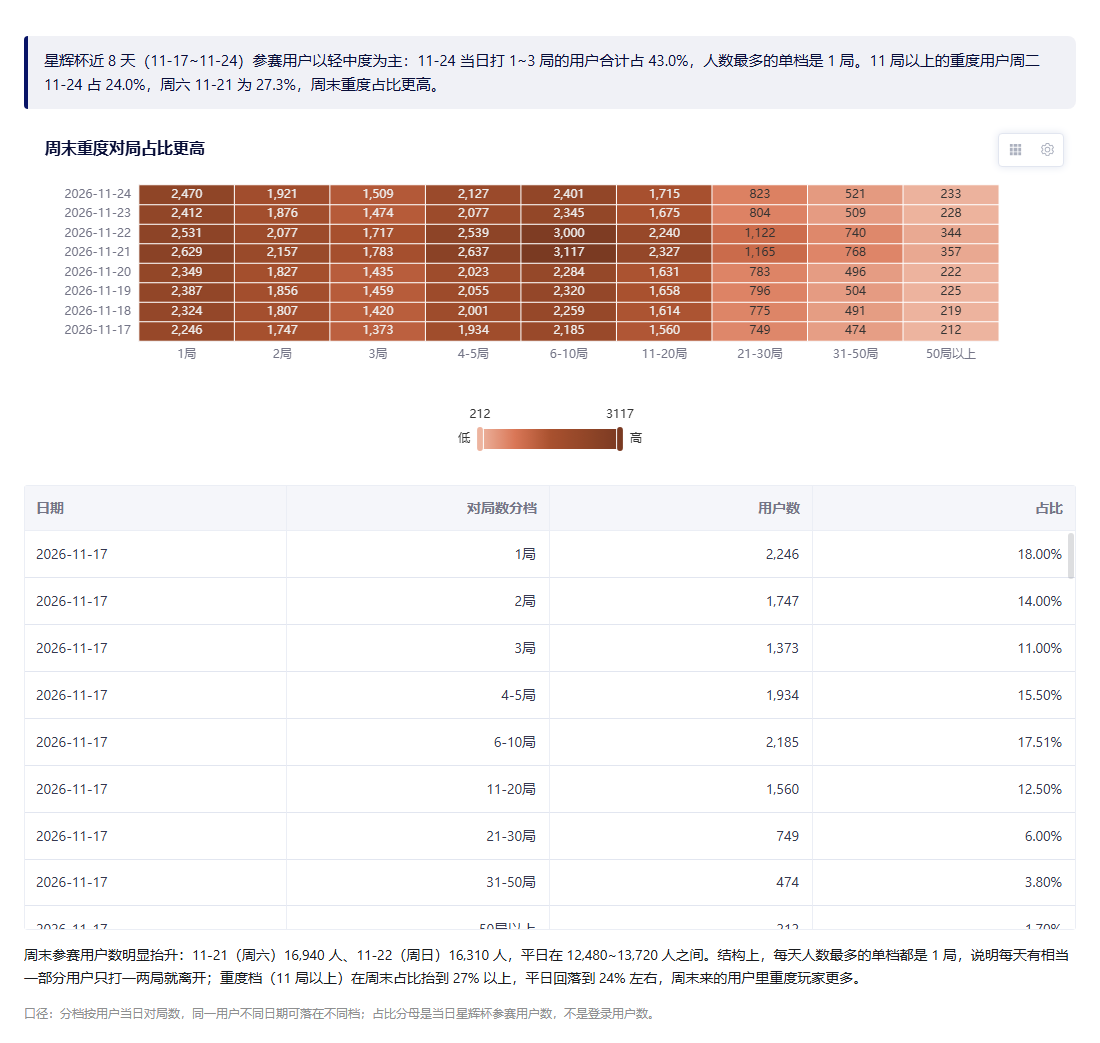 星辉杯近 8 天（11-17~11-24）参赛用户以轻中度为主：11-24 当日打 1~3 局的用户合计占 43.0%，人数最多的单档是 1 局。11 局以上的重度用户周二
11-24 占 24.0%，周六 11-21 为 27.3%，周末重度占比更高。
周末重度对局占比更高
2026-11-24 2,470 1,921 1,509 2,127 2,401 1,715 823 521 233
2026-11-23 2,412 1,876 1,474 2,077 2,345 1,675 804 509 228
2026-11-22 2,531 2,077 1,717 2,539 3,000 2,240 1,122 740 344
2026-11-21 2,629 2,157 1,783 2,637 3,117 2,327 1,165 768 357
2026-11-20 2,349 1,827 1,435 2,023 2,284 1,631 783 496 222
2026-11-19 2,387 1,856 1,459 2,055 2,320 1,658 796 504 225
2026-11-18 2,324 1,807 1,420 2,001 2,259 1,614 775 491 219
2026-11-17 2,246 1,747 1,373 1,934 2,185 1,560 749 474 212
1局 2局 3局 4-5局 6-10局 11-20局 21-30局 31-50局 50局以上
212 3117
低 高
日期 对局数分档 用户数 占比
2026-11-17 1局 2,246 18.00%
2026-11-17 2局 1,747 14.00%
2026-11-17 3局 1,373 11.00%
2026-11-17 4-5局 1,934 15.50%
2026-11-17 6-10局 2,185 17.51%
2026-11-17 11-20局 1,560 12.50%
2026-11-17 21-30局 749 6.00%
2026-11-17 31-50局 474 3.80%
2026-11-17 50局以上 212 1.70%
周末参赛用户数明显抬升：11-21（周六）16,940 人、11-22（周日）16,310 人，平日在 12,480~13,720 人之间。结构上，每天人数最多的单档都是 1 局，说明每天有相当
一部分用户只打一两局就离开；重度档（11 局以上）在周末占比抬到 27% 以上，平日回落到 24% 左右，周末来的用户里重度玩家更多。
口径：分档按用户当日对局数，同一用户不同日期可落在不同档；占比分母是当日星辉杯参赛用户数，不是登录用户数。